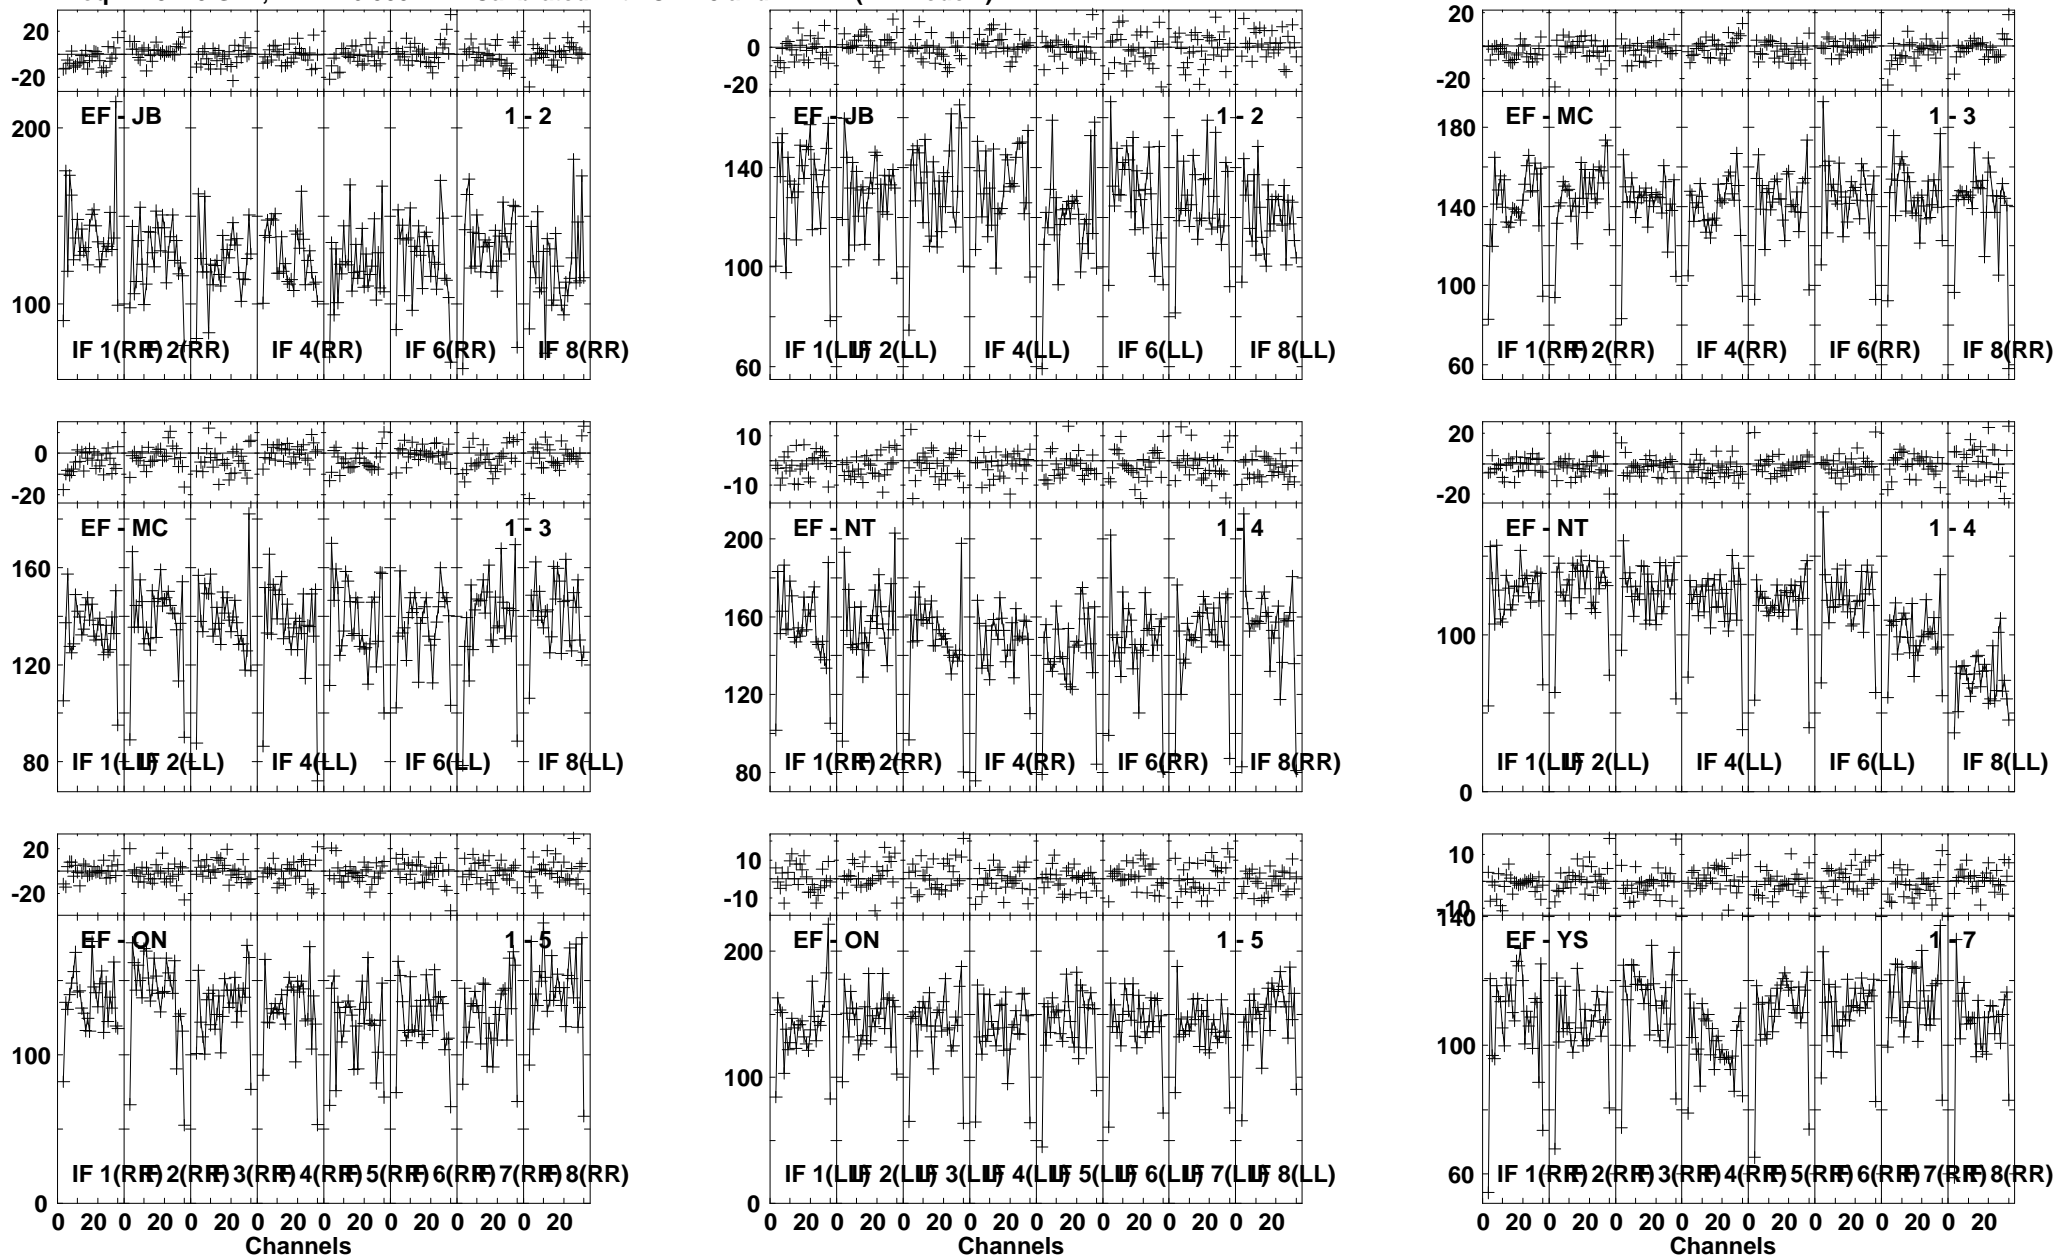 20
0
-20
EF - JB
1 - 2
200
100
IF 1(RR)
IF 2(RR)
IF 4(RR)
IF 6(RR)
IF 8(RR)
0
-20
EF - JB
1 - 2
140
100
60
IF 1(LL)
IF 2(LL)
IF 4(LL)
IF 6(LL)
IF 8(LL)
20
0
-20
EF - MC
1 - 3
180
140
100
60
IF 1(RR)
IF 2(RR)
IF 4(RR)
IF 6(RR)
IF 8(RR)
0
-20
EF - MC
1 - 3
160
120
80
IF 1(LL)
IF 2(LL)
IF 4(LL)
IF 6(LL)
IF 8(LL)
10
-10
EF - NT
1 - 4
200
160
120
80
IF 1(RR)
IF 2(RR)
IF 4(RR)
IF 6(RR)
IF 8(RR)
20
0
-20
EF - NT
1 - 4
100
0
IF 1(LL)
IF 2(LL)
IF 4(LL)
IF 6(LL)
IF 8(LL)
20
0
-20
EF - ON
1 - 5
100
0
IF 1(RR)
IF 2(RR)
IF 3(RR)
IF 4(RR)
IF 5(RR)
IF 6(RR)
IF 7(RR)
IF 8(RR)
0 20 0 20 0 20 0 20 0 20 0 20 0 20 0 20
Channels
10
-10
EF - ON
1 - 5
200
100
0
IF 1(LL)
IF 2(LL)
IF 3(LL)
IF 4(LL)
IF 5(LL)
IF 6(LL)
IF 7(LL)
IF 8(LL)
0 20 0 20 0 20 0 20 0 20 0 20 0 20 0 20
Channels
10
-10
EF - YS
1 - 7
140
100
60
IF 1(RR)
IF 2(RR)
IF 3(RR)
IF 4(RR)
IF 5(RR)
IF 6(RR)
IF 7(RR)
IF 8(RR)
0 20 0 20 0 20 0 20 0 20 0 20 0 20 0 20
Channels